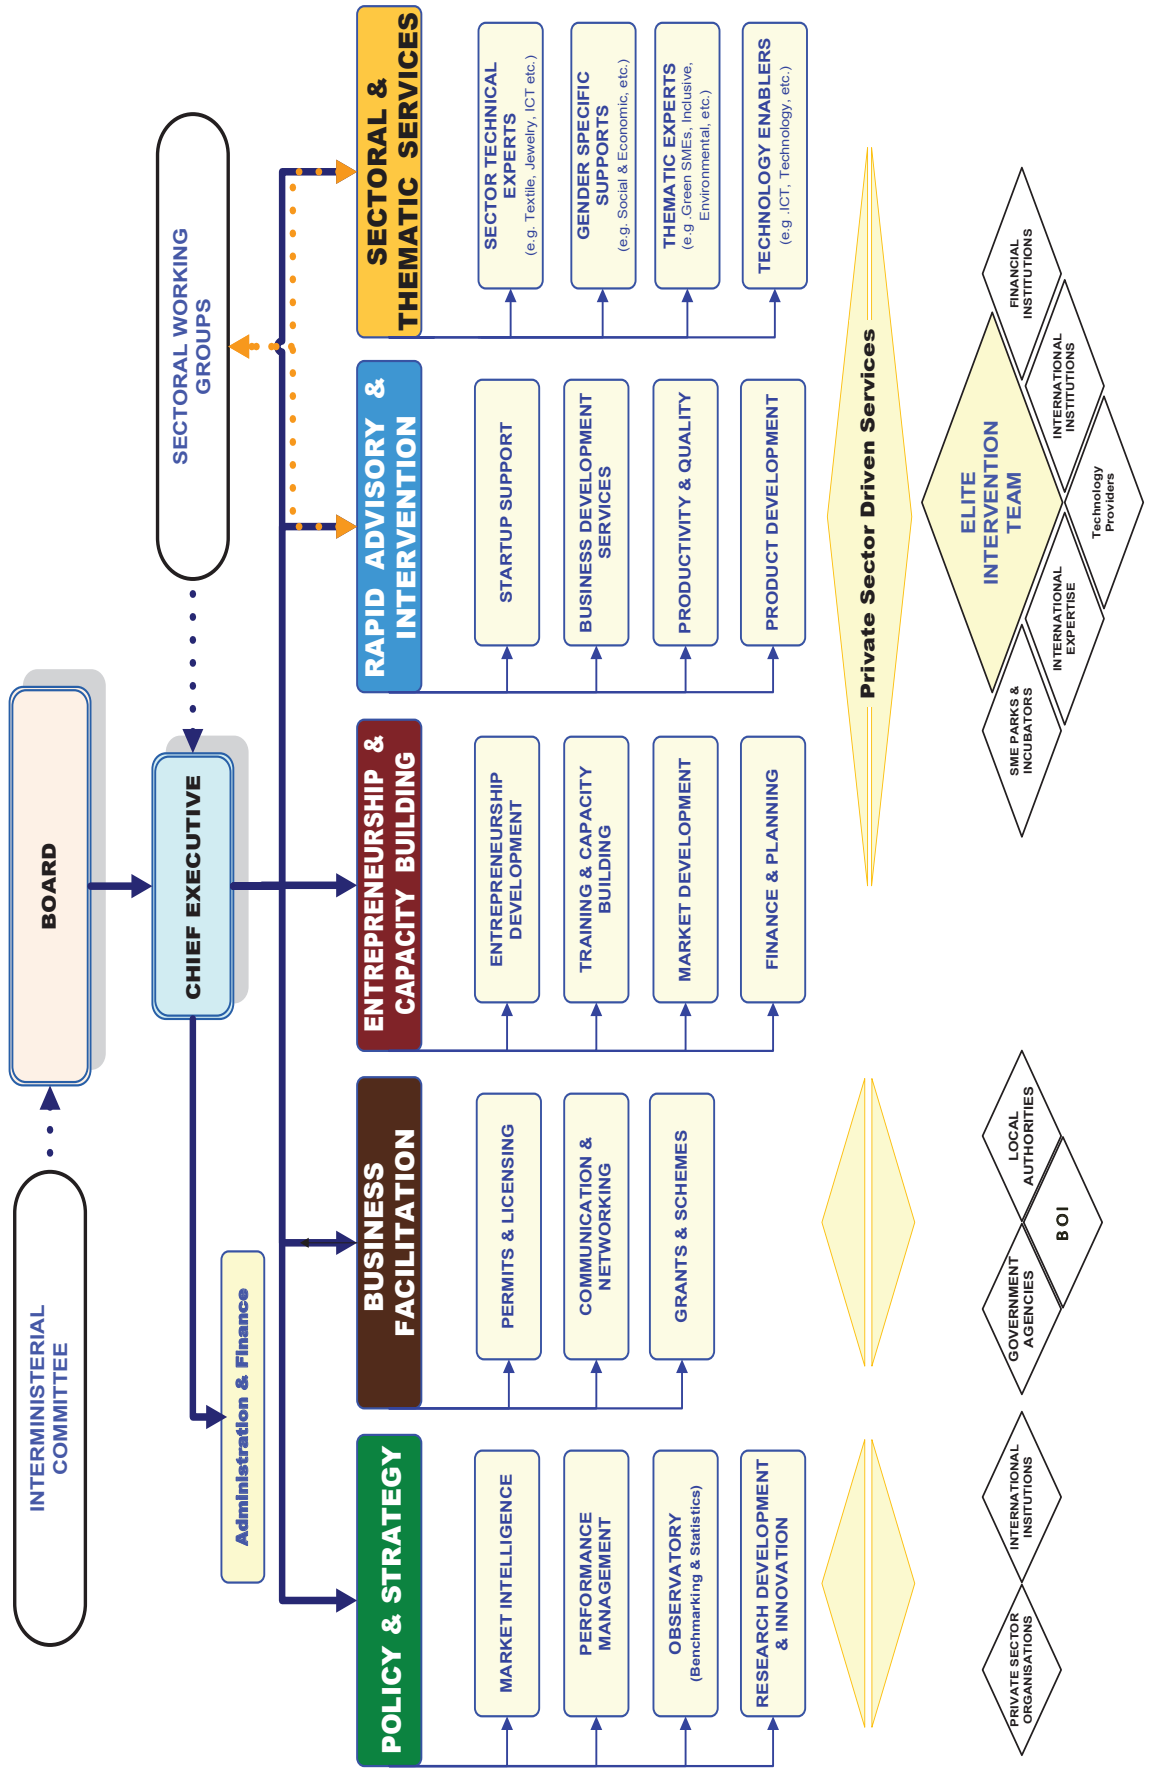 BOARD
INTERMINISTERIAL
COMMITTEE
CHIEF EXECUTIVE
SECTORAL WORKING
GROUPS
Administration & Finance
POLICY & STRATEGY
MARKET INTELLIGENCE
PERFORMANCE
MANAGEMENT
OBSERVATORY
(Benchmarking & Statistics)
RESEARCH DEVELOPMENT
& INNOVATION
BUSINESS
FACILITATION
PERMITS & LICENSING
COMMUNICATION &
NETWORKING
GRANTS & SCHEMES
ENTREPRENEURSHIP &
CAPACITY BUILDING
ENTREPRENEURSHIP
DEVELOPMENT
TRAINING & CAPACITY
BUILDING
MARKET DEVELOPMENT
FINANCE & PLANNING
RAPID ADVISORY &
INTERVENTION
STARTUP SUPPORT
BUSINESS DEVELOPMENT
SERVICES
PRODUCTIVITY & QUALITY
PRODUCT DEVELOPMENT
SECTORAL &
THEMATIC SERVICES
SECTOR TECHNICAL
EXPERTS
(e.g. Textile, Jewelry, ICT etc.)
GENDER SPECIFIC
SUPPORTS
(e.g. Social & Economic, etc.)
THEMATIC EXPERTS
(e.g .Green SMEs, Inclusive,
Environmental, etc.)
TECHNOLOGY ENABLERS
(e.g .ICT, Technology, etc.)
Private Sector Driven Services
PRIVATE SECTOR
ORGANISATIONS
INTERNATIONAL
INSITUTIONS
GOVERNMENT
AGENCIES
LOCAL
AUTHORITIES
BOI
ELITE
INTERVENTION
TEAM
SME PARKS &
INCUBATORS
INTERNATIONAL
EXPERTISE
Technology
Providers
INTERNATIONAL
INSTITUTIONS
FINANCIAL
INSTITUTIONS